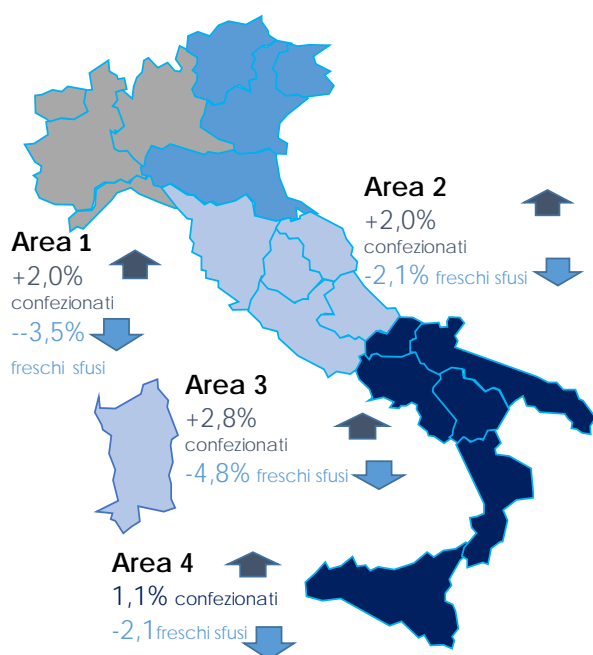 Area 2
+2,0%
confezionati
-2,1% freschi sfusi
Area 1
+2,0%
confezionati
--3,5%
freschi sfusi
Area 3
+2,8%
confezionati
-4,8% freschi sfusi
Area 4
1,1% confezionati
-2,1freschi sfusi